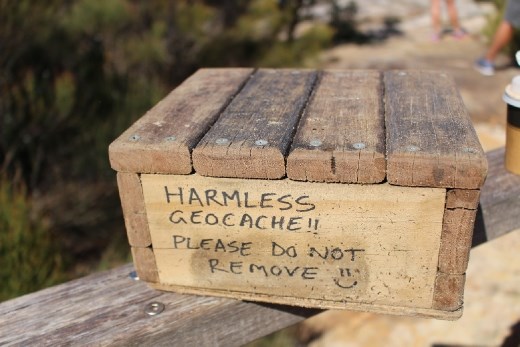 HARMLESS
GEOCACHE!!
PLEASE DO NOT
REMOVE